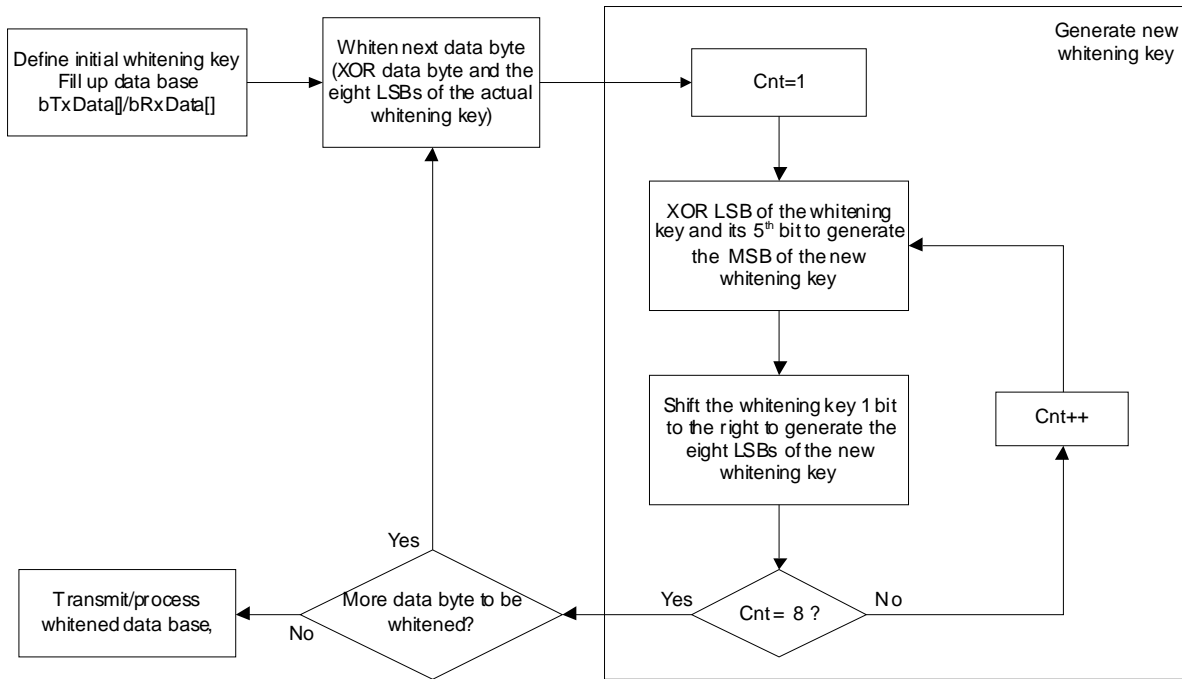 Generate new
whitening key
Define initial whitening key
Fill up data base
bTxData[]/bRxData[]
Whiten next data byte
(XOR data byte and the
eight LSBs of the actual
whitening key)
Cnt=1
XOR LSB of the whitening
key and its 5th bit to generate
the MSB of the new
whitening key
Shift the whitening key 1 bit
to the right to generate the
eight LSBs of the new
whitening key
Cnt++
Yes
Transmit/process
whitened data base,
No
More data byte to be
whitened?
Yes
Cnt = 8 ?
No